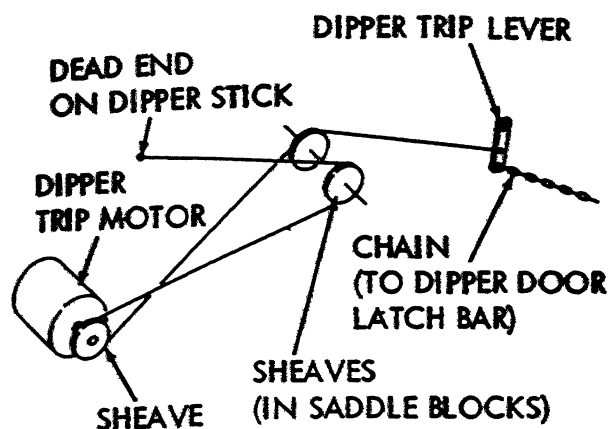 DIPPER TRIP LEVER
DEAD END
ON DIPPER STICK
DIPPER
TRIP MOTOR
CHAIN
(TO DIPPER DOOR
LATCH BAR)
SHEAVES
(IN SADDLE BLOCKS)
SHEAVE